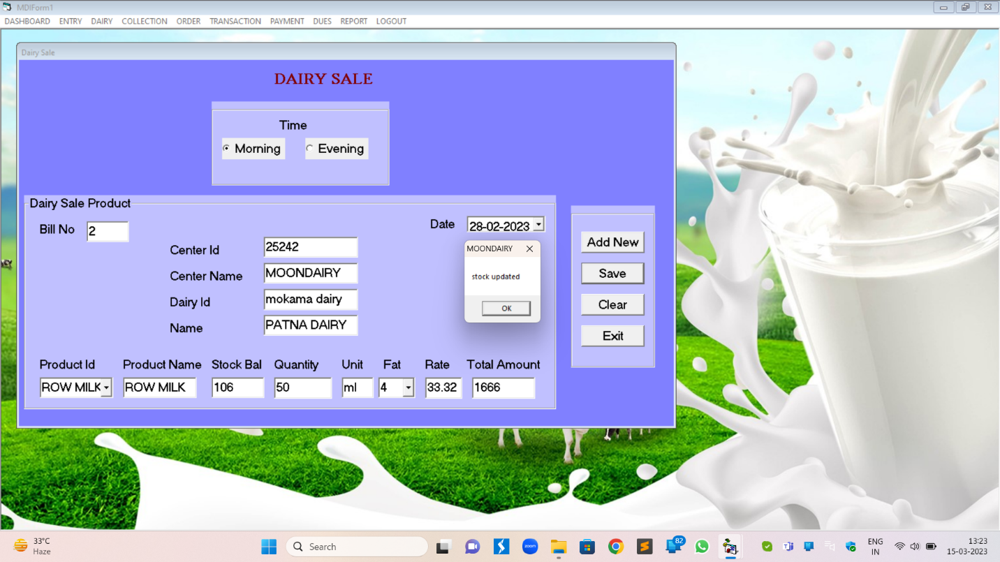 MDIForm1
DASHBOARD ENTRY DAIRY COLLECTION ORDER TRANSACTION PAYMENT DUES REPORT LOGOUT
Dairy Sale
DAIRY SALE
Time
Morning Evening
Dairy Sale Product
Bill No 2
Date 28-02-2023
Center Id 25242
Center Name MOONDAIRY
Dairy Id mokama dairy
Name PATNA DAIRY
MOONDAIRY
stock updated
OK
Add New
Save
Clear
Exit
Product Id Product Name Stock Bal Quantity Unit Fat Rate Total Amount
ROW MILK ROW MILK 106 50 ml 4 33.32 1666
33°C
Haze
Search
zoom
82
ENG
IN
13:23
15-03-2023